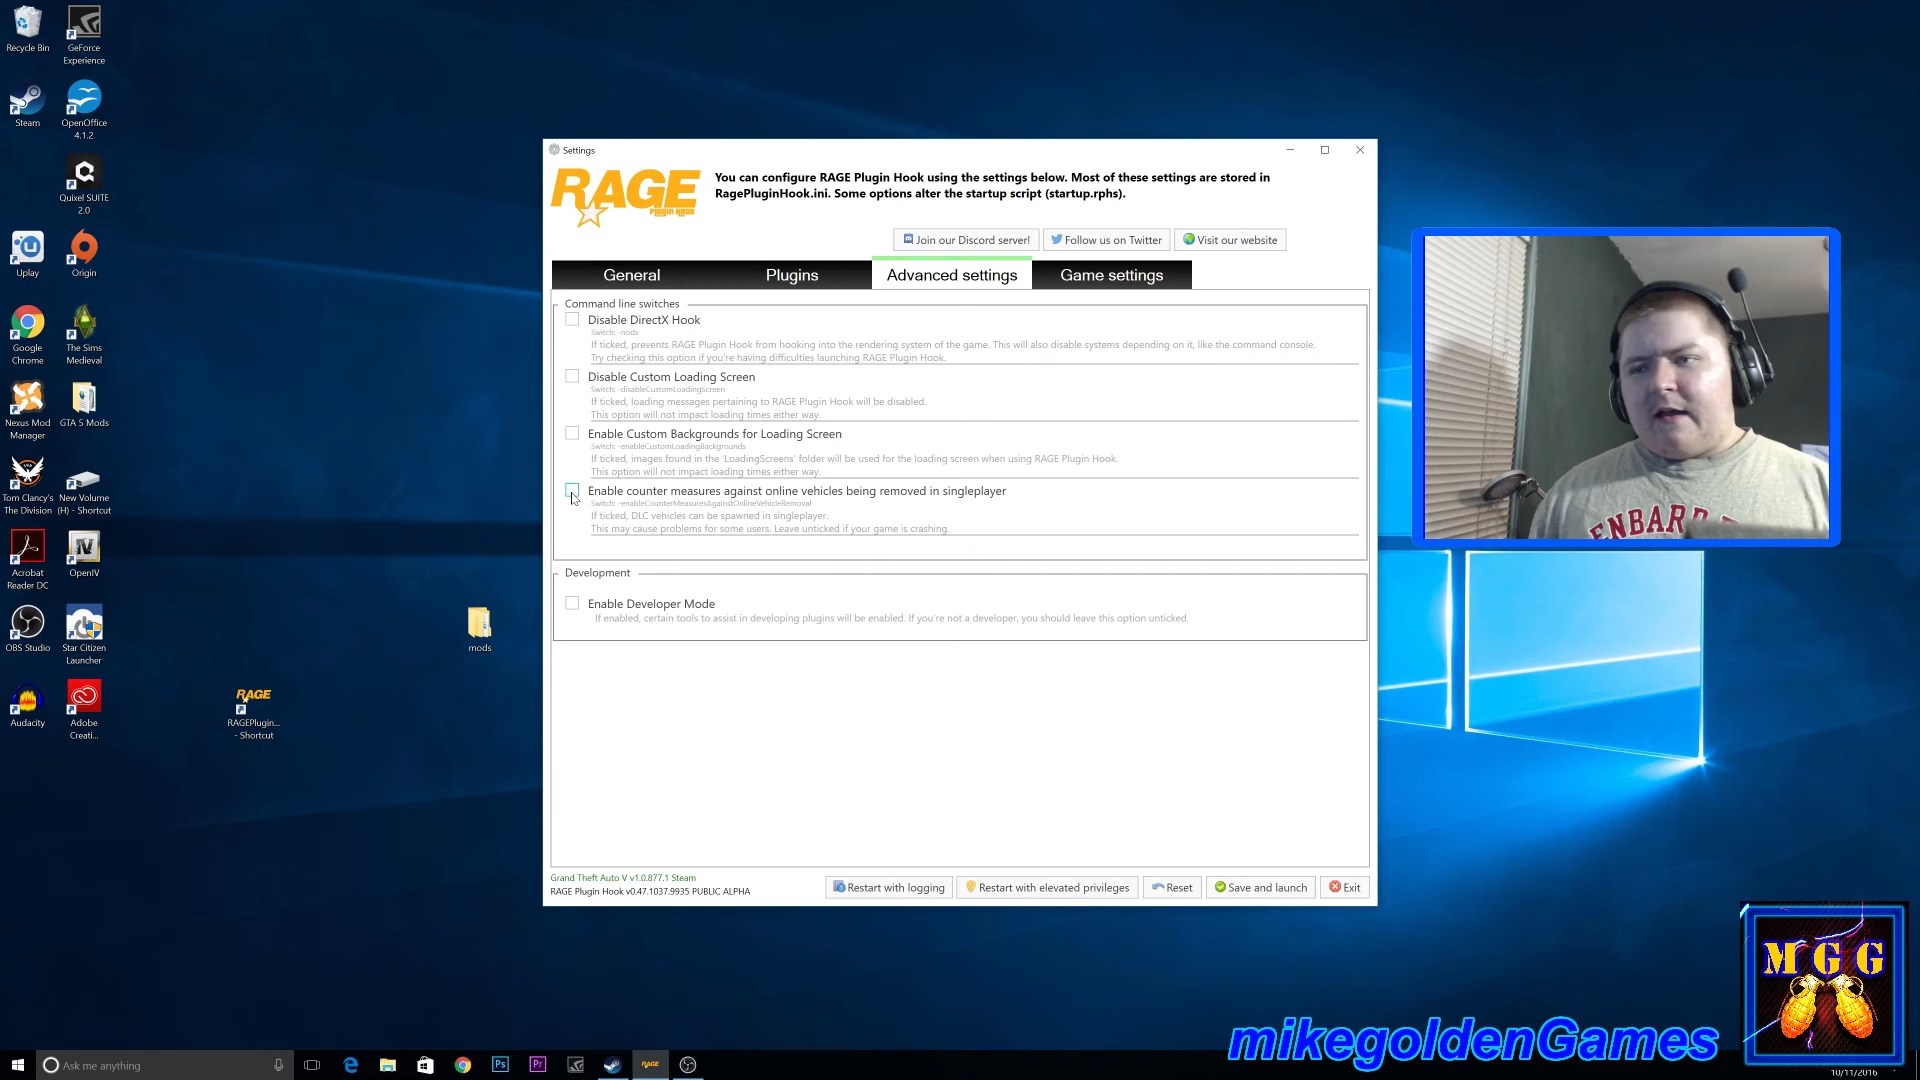 Recycle Bin
GeForce
Experience
Steam
OpenOffice
4.1.2
Quixel SUITE
2.0
Uplay
Origin
Google
Chrome
The Sims
Medieval
Nexus Mod
Manager
GTA 5 Mods
Tom Clancy's
The Division
New Volume
(H) - Shortcut
Acrobat
Reader DC
OpenIV
OBS Studio
Star Citizen
Launcher
Audacity
Adobe
Creati...
RAGE
RAGEPlugin...
- Shortcut
mods
Settings
RAGE
PLUGIN HOOK
You can configure RAGE Plugin Hook using the settings below. Most of these settings are stored in
RagePluginHook.ini. Some options alter the startup script (startup.rphs).
Join our Discord server!
Follow us on Twitter
Visit our website
General
Plugins
Advanced settings
Game settings
Command line switches
Disable DirectX Hook
Switch: -nodx
If ticked, prevents RAGE Plugin Hook from hooking into the rendering system of the game. This will also disable systems depending on it, like the command console.
Try checking this option if you're having difficulties launching RAGE Plugin Hook.
Disable Custom Loading Screen
Switch: -disableCustomLoadingScreen
If ticked, loading messages pertaining to RAGE Plugin Hook will be disabled.
This option will not impact loading times either way.
Enable Custom Backgrounds for Loading Screen
Switch: -enableCustomLoadingBackgrounds
If ticked, images found in the 'LoadingScreens' folder will be used for the loading screen when using RAGE Plugin Hook.
This option will not impact loading times either way.
Enable counter measures against online vehicles being removed in singleplayer
Switch: -enableCounterMeasuresAgainstOnlineVehicleRemoval
If ticked, DLC vehicles can be spawned in singleplayer.
This may cause problems for some users. Leave unticked if your game is crashing.
Development
Enable Developer Mode
If enabled, certain tools to assist in developing plugins will be enabled. If you're not a developer, you should leave this option unticked.
Grand Theft Auto V v1.0.877.1 Steam
RAGE Plugin Hook v0.47.1037.9935 PUBLIC ALPHA
Restart with logging
Restart with elevated privileges
Reset
Save and launch
Exit
ENBARD
MGG
mikegoldenGames
Ask me anything
Ps
Pr
RAGE
10/11/2016